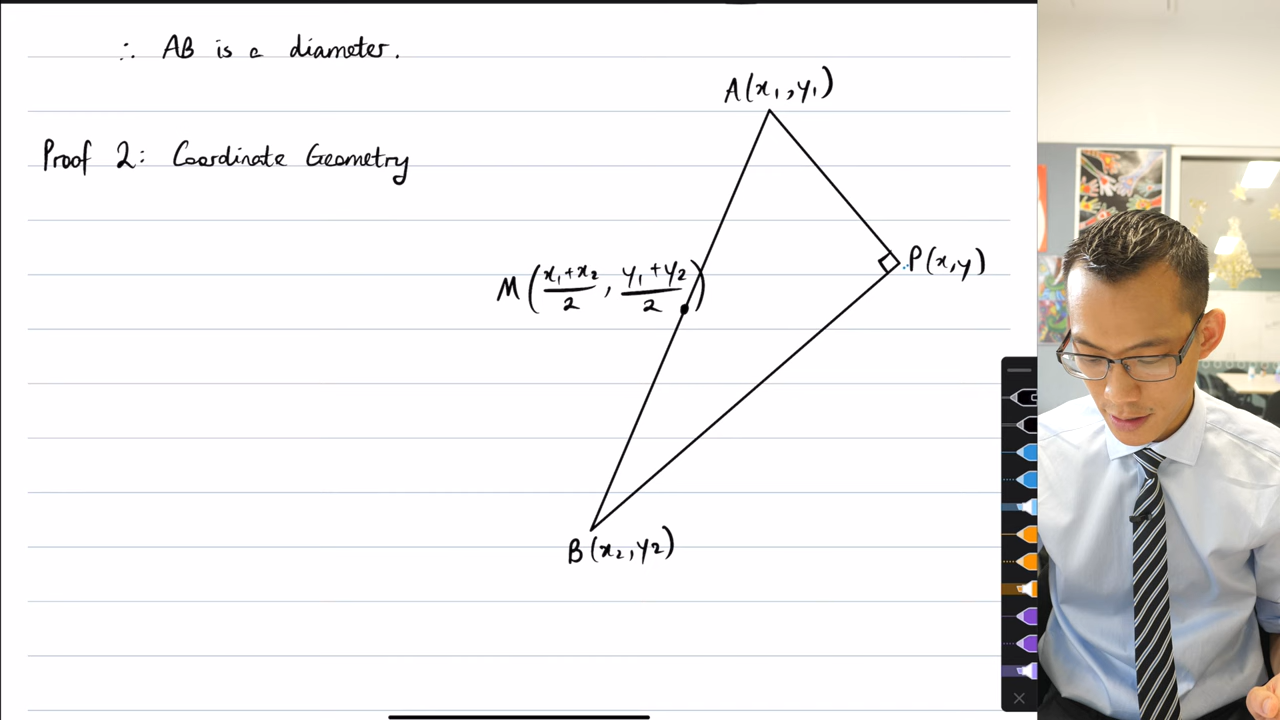 ∴ AB is a diameter.
Proof 2: Coordinate Geometry
A(x₁,y₁)
P(x,y)
M((x₁+x₂)/2, (y₁+y₂)/2)
B(x₂,y₂)